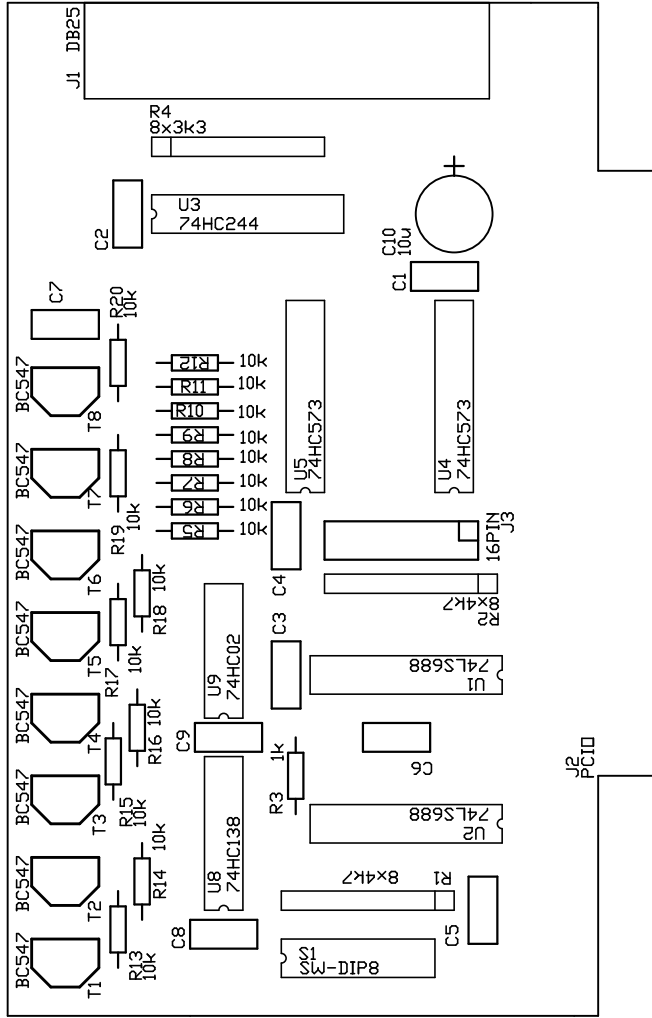 J1 DB25
R4
8x3k3
U3
74HC244
C2
C10
10u
C1
C7
R20
10k
BC547
T8
R12 10k
R11 10k
R10 10k
R9 10k
R8 10k
R7 10k
R6 10k
R5 10k
U5
74HC573
U4
74HC573
BC547
T7
R19
10k
16PIN
J3
C4
BC547
T6
10k
R18
8x4k7
R2
BC547
T5
R17
10k
U9
74HC02
C3
74LS688
U1
BC547
T4
10k
R16
C9
1k
R3
C6
J2
PCIO
BC547
T3
R15
10k
U8
74HC138
74LS688
U2
BC547
T2
10k
R14
8x4k7 R1
C8
C5
BC547
T1
R13
10k
S1
SW-DIP8